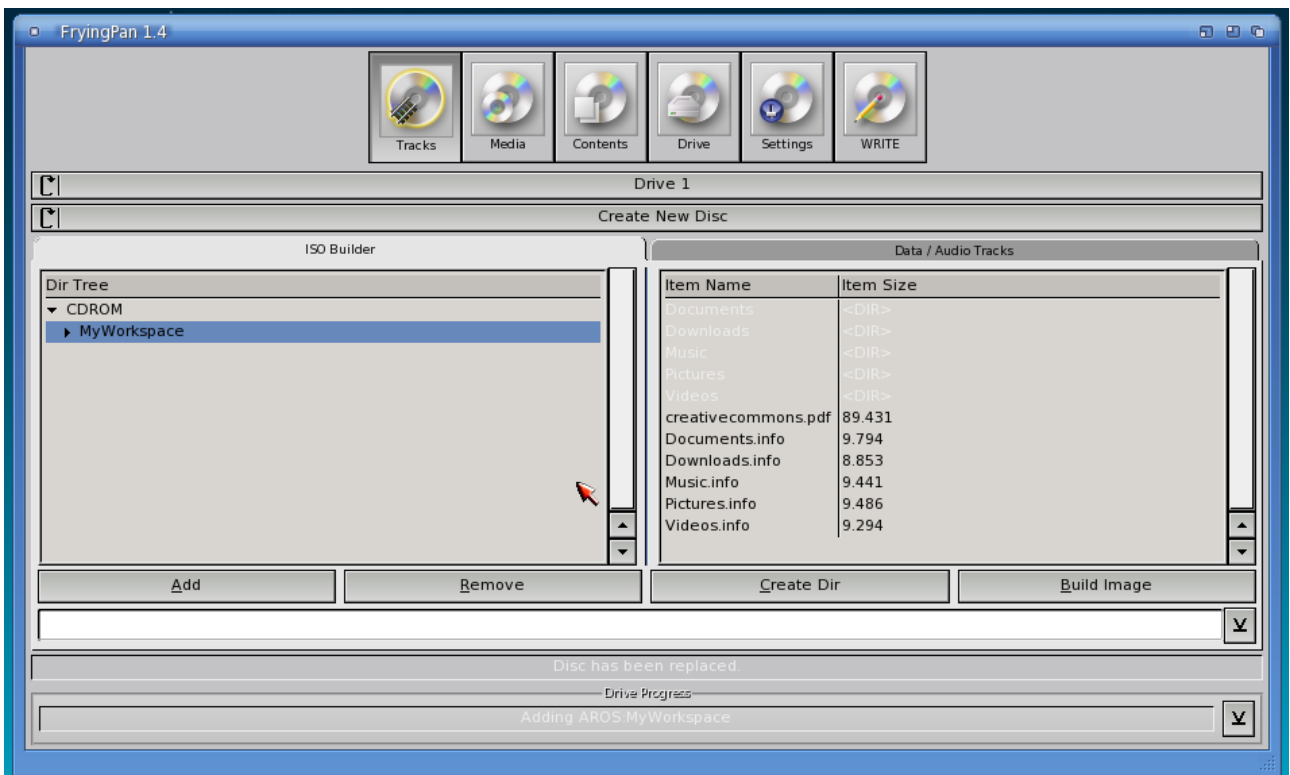 FryingPan 1.4
Tracks Media Contents Drive Settings WRITE
Drive 1
Create New Disc
ISO Builder Data / Audio Tracks
Dir Tree
CDROM
MyWorkspace
Item Name Item Size
Documents <DIR>
Downloads <DIR>
Music <DIR>
Pictures <DIR>
Videos <DIR>
creativecommons.pdf 89.431
Documents.info 9.794
Downloads.info 8.853
Music.info 9.441
Pictures.info 9.486
Videos.info 9.294
Add Remove Create Dir Build Image
Disc has been replaced.
Drive Progress
Adding AROS:MyWorkspace